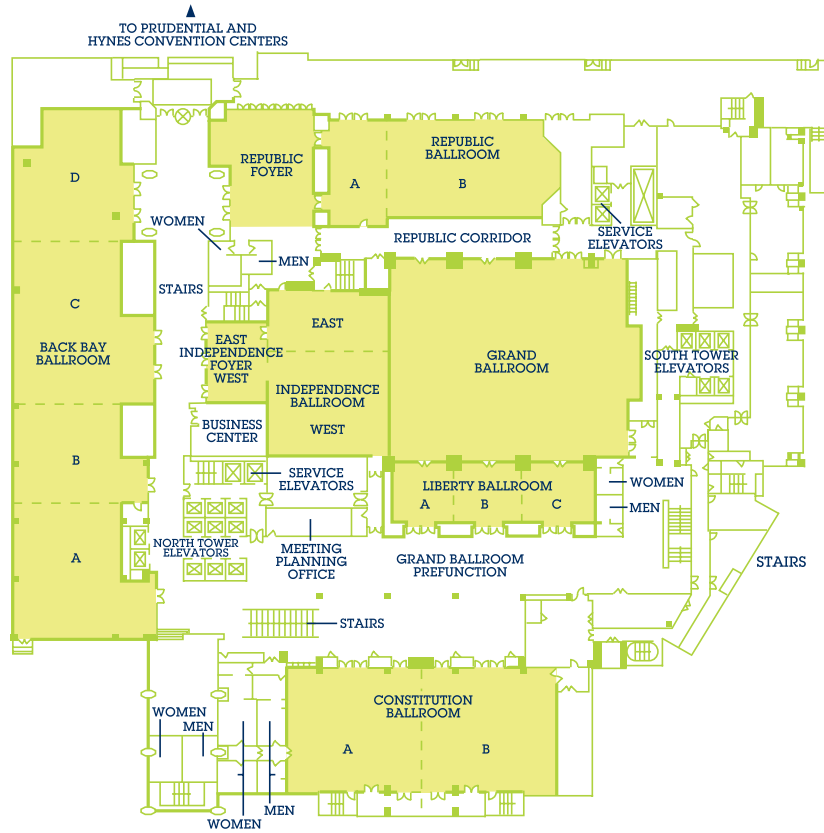 TO PRUDENTIAL AND
HYNES CONVENTION CENTERS
REPUBLIC
FOYER
REPUBLIC
BALLROOM
A
B
D
WOMEN
MEN
REPUBLIC CORRIDOR
SERVICE
ELEVATORS
STAIRS
C
BACK BAY
BALLROOM
EAST
EAST
INDEPENDENCE
FOYER
WEST
INDEPENDENCE
BALLROOM
WEST
GRAND
BALLROOM
SOUTH TOWER
ELEVATORS
BUSINESS
CENTER
B
SERVICE
ELEVATORS
LIBERTY BALLROOM
A
B
C
WOMEN
MEN
NORTH TOWER
ELEVATORS
MEETING
PLANNING
OFFICE
A
GRAND BALLROOM
PREFUNCTION
STAIRS
STAIRS
CONSTITUTION
BALLROOM
A
B
WOMEN
MEN
MEN
WOMEN